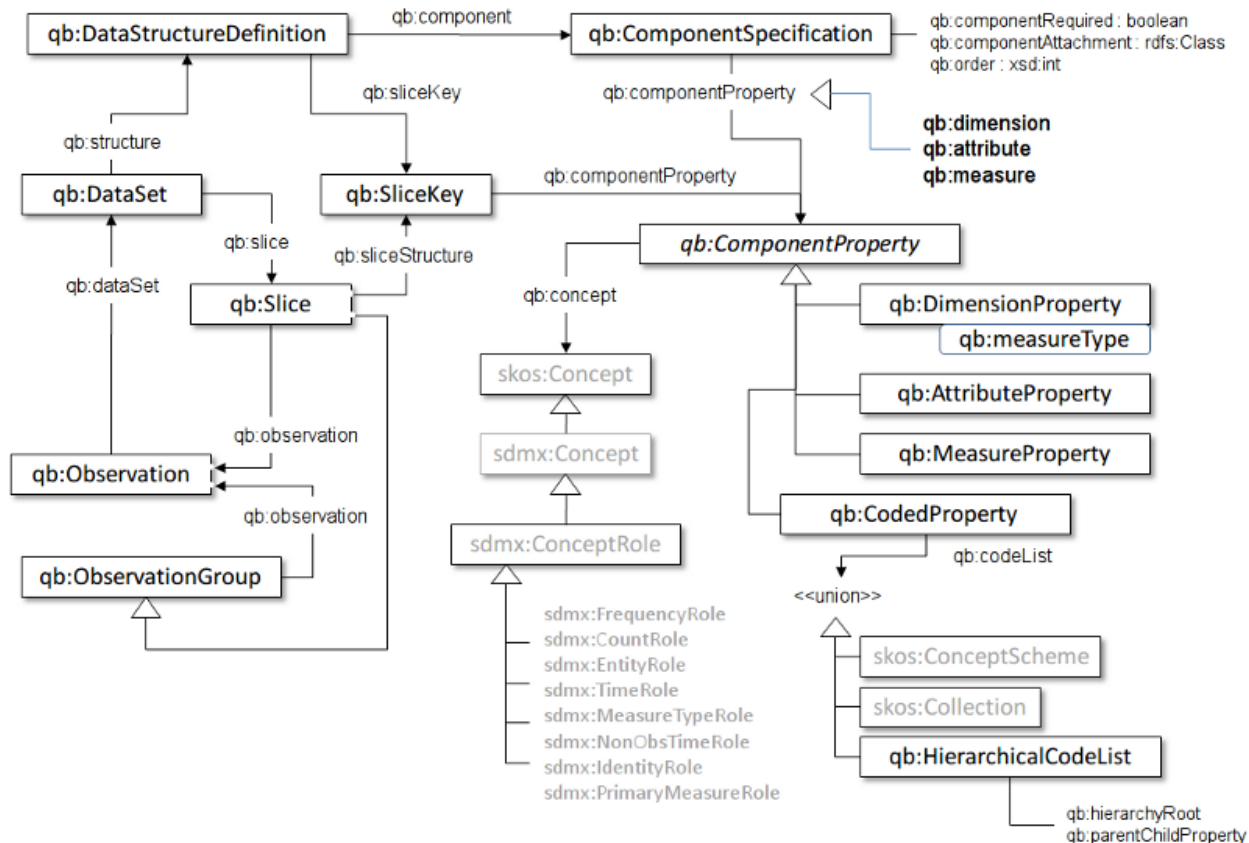 qb:DataStructureDefinition
qb:component
qb:ComponentSpecification
qb:componentRequired : boolean
qb:componentAttachment : rdfs:Class
qb:order : xsd:int
qb:sliceKey
qb:componentProperty
qb:dimension
qb:attribute
qb:measure
qb:structure
qb:DataSet
qb:SliceKey
qb:componentProperty
qb:slice
qb:sliceStructure
qb:ComponentProperty
qb:dataSet
qb:Slice
qb:concept
qb:DimensionProperty
qb:measureType
skos:Concept
qb:AttributeProperty
qb:observation
sdmx:Concept
qb:MeasureProperty
qb:Observation
qb:observation
qb:CodedProperty
sdmx:ConceptRole
qb:codeList
qb:ObservationGroup
<<union>>
sdmx:FrequencyRole
sdmx:CountRole
sdmx:EntityRole
sdmx:TimeRole
sdmx:MeasureTypeRole
sdmx:NonObsTimeRole
sdmx:IdentityRole
sdmx:PrimaryMeasureRole
skos:ConceptScheme
skos:Collection
qb:HierarchicalCodeList
qb:hierarchyRoot
qb:parentChildProperty